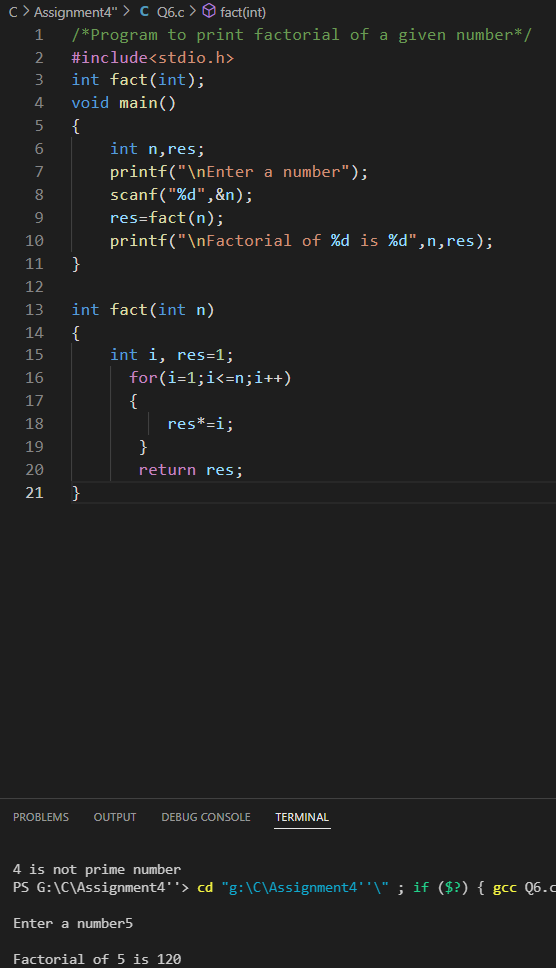 C > Assignment4'' > C Q6.c > fact(int)
1 /*Program to print factorial of a given number*/
2 #include<stdio.h>
3 int fact(int);
4 void main()
5 {
6 int n,res;
7 printf("\nEnter a number");
8 scanf("%d",&n);
9 res=fact(n);
10 printf("\nFactorial of %d is %d",n,res);
11 }
12
13 int fact(int n)
14 {
15 int i, res=1;
16 for(i=1;i<=n;i++)
17 {
18 res*=i;
19 }
20 return res;
21 }
PROBLEMS OUTPUT DEBUG CONSOLE TERMINAL
4 is not prime number
PS G:\C\Assignment4''> cd "g:\C\Assignment4''\" ; if ($?) { gcc Q6.c
Enter a number5
Factorial of 5 is 120